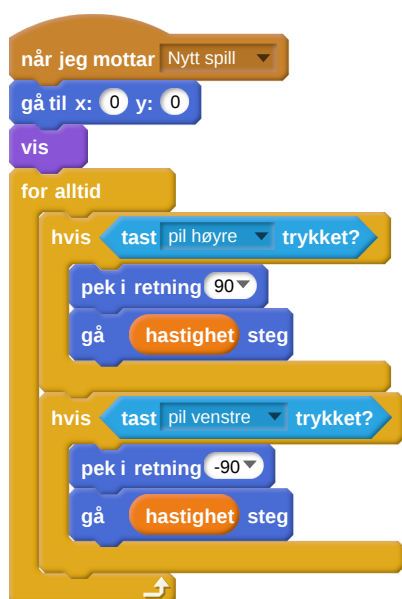 når jeg mottar Nytt spill
gå til x: 0 y: 0
vis
for alltid
hvis tast pil høyre trykket?
pek i retning 90
gå hastighet steg
hvis tast pil venstre trykket?
pek i retning -90
gå hastighet steg